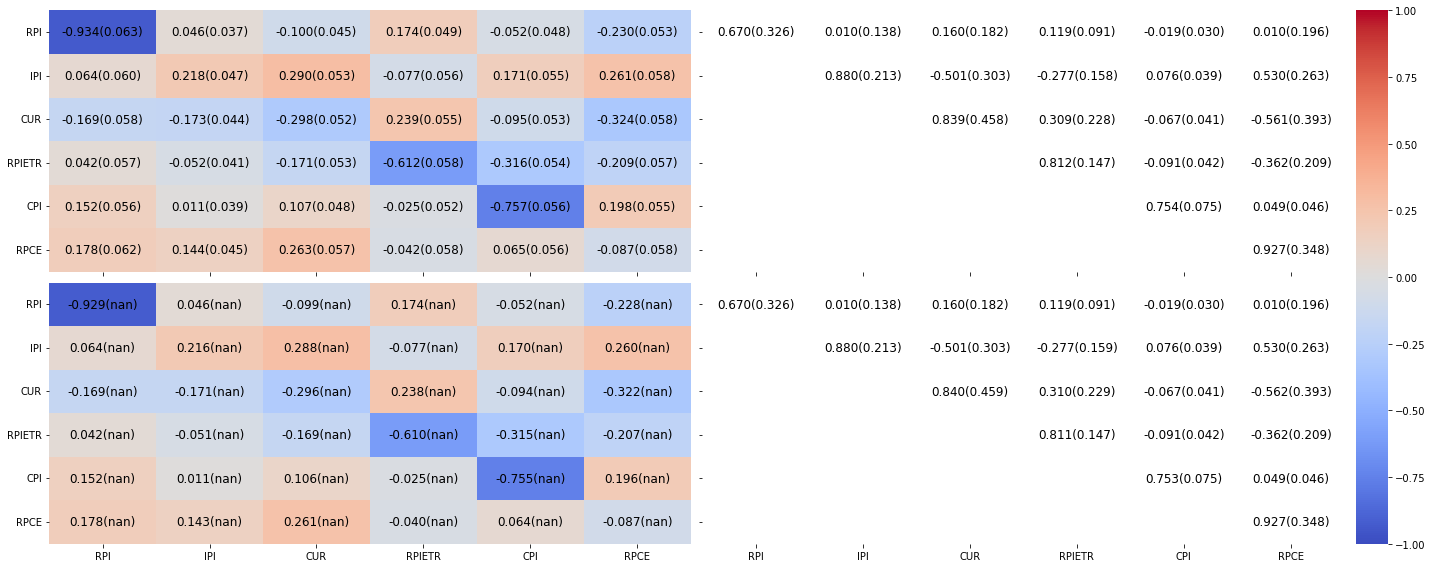 RPI -0.934(0.063) 0.046(0.037) -0.100(0.045) 0.174(0.049) -0.052(0.048) -0.230(0.053) 0.670(0.326) 0.010(0.138) 0.160(0.182) 0.119(0.091) -0.019(0.030) 0.010(0.196)
IPI 0.064(0.060) 0.218(0.047) 0.290(0.053) -0.077(0.056) 0.171(0.055) 0.261(0.058) 0.880(0.213) -0.501(0.303) -0.277(0.158) 0.076(0.039) 0.530(0.263)
CUR -0.169(0.058) -0.173(0.044) -0.298(0.052) 0.239(0.055) -0.095(0.053) -0.324(0.058) 0.839(0.458) 0.309(0.228) -0.067(0.041) -0.561(0.393)
RPIETR 0.042(0.057) -0.052(0.041) -0.171(0.053) -0.612(0.058) -0.316(0.054) -0.209(0.057) 0.812(0.147) -0.091(0.042) -0.362(0.209)
CPI 0.152(0.056) 0.011(0.039) 0.107(0.048) -0.025(0.052) -0.757(0.056) 0.198(0.055) 0.754(0.075) 0.049(0.046)
RPCE 0.178(0.062) 0.144(0.045) 0.263(0.057) -0.042(0.058) 0.065(0.056) -0.087(0.058) 0.927(0.348)
RPI -0.929(nan) 0.046(nan) -0.099(nan) 0.174(nan) -0.052(nan) -0.228(nan) 0.670(0.326) 0.010(0.138) 0.160(0.182) 0.119(0.091) -0.019(0.030) 0.010(0.196)
IPI 0.064(nan) 0.216(nan) 0.288(nan) -0.077(nan) 0.170(nan) 0.260(nan) 0.880(0.213) -0.501(0.303) -0.277(0.159) 0.076(0.039) 0.530(0.263)
CUR -0.169(nan) -0.171(nan) -0.296(nan) 0.238(nan) -0.094(nan) -0.322(nan) 0.840(0.459) 0.310(0.229) -0.067(0.041) -0.562(0.393)
RPIETR 0.042(nan) -0.051(nan) -0.169(nan) -0.610(nan) -0.315(nan) -0.207(nan) 0.811(0.147) -0.091(0.042) -0.362(0.209)
CPI 0.152(nan) 0.011(nan) 0.106(nan) -0.025(nan) -0.755(nan) 0.196(nan) 0.753(0.075) 0.049(0.046)
RPCE 0.178(nan) 0.143(nan) 0.261(nan) -0.040(nan) 0.064(nan) -0.087(nan) 0.927(0.348)
RPI IPI CUR RPIETR CPI RPCE RPI IPI CUR RPIETR CPI RPCE
1.00
0.75
0.50
0.25
0.00
−0.25
−0.50
−0.75
−1.00